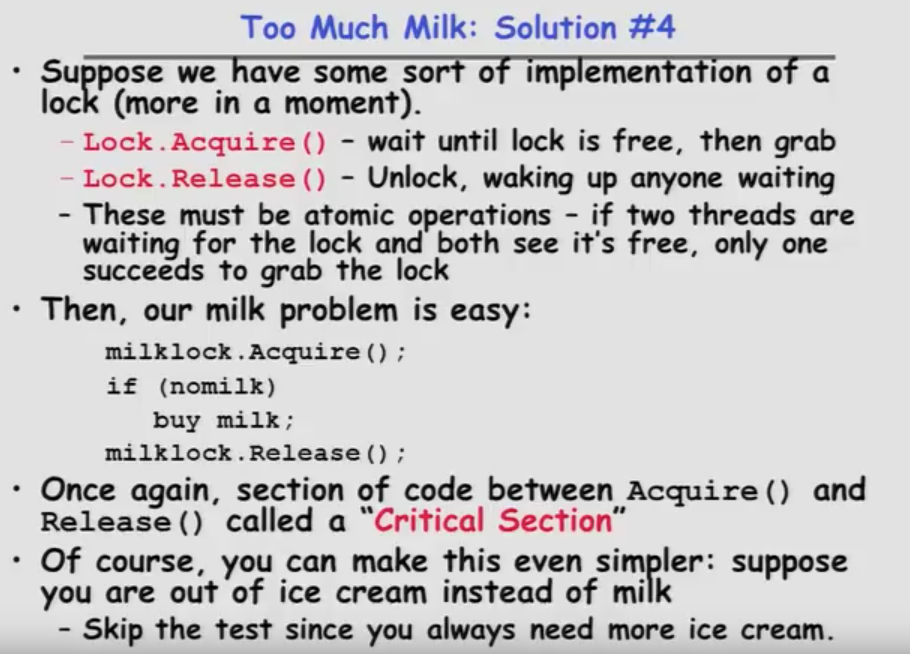 Too Much Milk: Solution #4
• Suppose we have some sort of implementation of a
lock (more in a moment).
– Lock.Acquire() – wait until lock is free, then grab
– Lock.Release() – Unlock, waking up anyone waiting
– These must be atomic operations – if two threads are
waiting for the lock and both see it's free, only one
succeeds to grab the lock
• Then, our milk problem is easy:
milklock.Acquire();
if (nomilk)
buy milk;
milklock.Release();
• Once again, section of code between Acquire() and
Release() called a "Critical Section"
• Of course, you can make this even simpler: suppose
you are out of ice cream instead of milk
– Skip the test since you always need more ice cream.